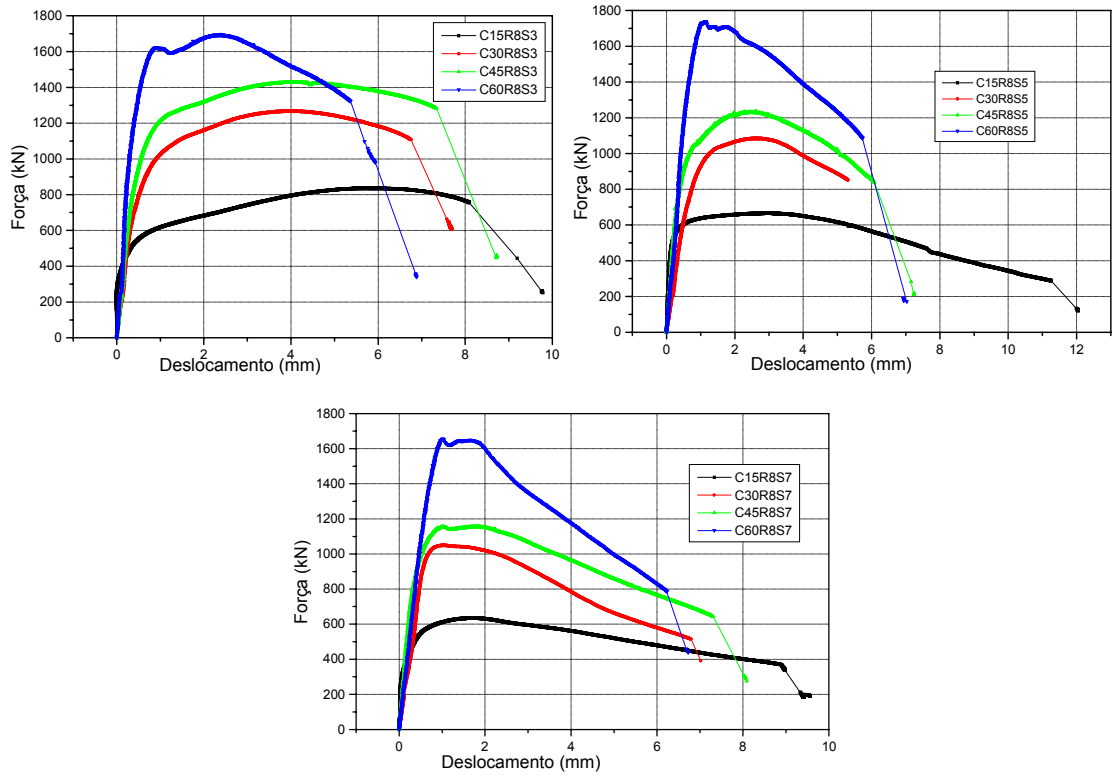 1800
1600
1400
1200
1000
800
600
400
200
0
Força (kN)
C15R8S3
C30R8S3
C45R8S3
C60R8S3
0 2 4 6 8 10
Deslocamento (mm)
1800
1600
1400
1200
1000
800
600
400
200
0
Força (kN)
C15R8S5
C30R8S5
C45R8S5
C60R8S5
0 2 4 6 8 10 12
Deslocamento (mm)
1800
1600
1400
1200
1000
800
600
400
200
0
Força (kN)
C15R8S7
C30R8S7
C45R8S7
C60R8S7
0 2 4 6 8 10
Deslocamento (mm)